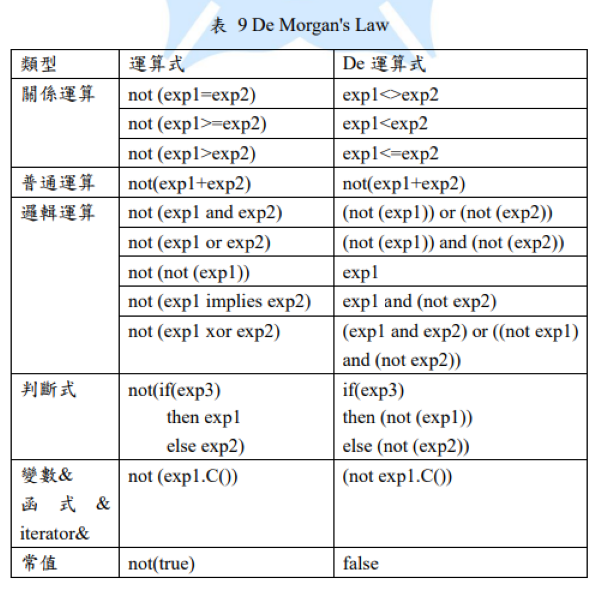 表 9 De Morgan's Law
類型 運算式 De 運算式
關係運算 not (exp1=exp2) exp1<>exp2
not (exp1>=exp2) exp1<exp2
not (exp1>exp2) exp1<=exp2
普通運算 not(exp1+exp2) not(exp1+exp2)
邏輯運算 not (exp1 and exp2) (not (exp1)) or (not (exp2))
not (exp1 or exp2) (not (exp1)) and (not (exp2))
not (not (exp1)) exp1
not (exp1 implies exp2) exp1 and (not exp2)
not (exp1 xor exp2) (exp1 and exp2) or ((not exp1)
and (not exp2))
判斷式 not(if(exp3) if(exp3)
then exp1 then (not (exp1))
else exp2) else (not (exp2))
變數& not (exp1.C()) (not exp1.C())
函 式 &
iterator&
常值 not(true) false